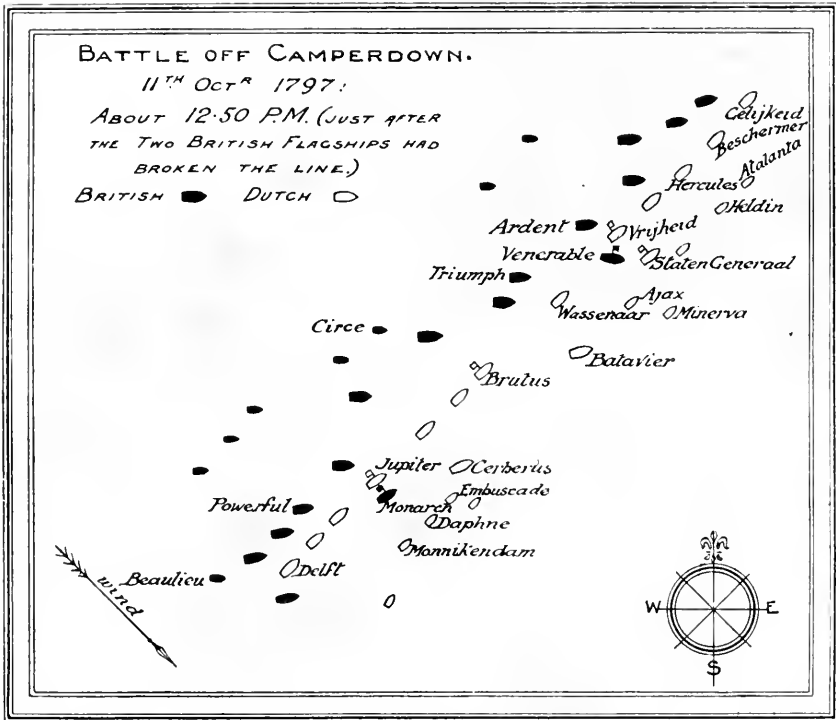 BATTLE OFF CAMPERDOWN.
11TH OCTR 1797:
ABOUT 12·50 P.M. (JUST AFTER
THE TWO BRITISH FLAGSHIPS HAD
BROKEN THE LINE.)
BRITISH DUTCH
Gelijkeid
Beschermer
Atalanta
Hercules
Heldin
Ardent
Vrijheid
Venerable
Staten Generaal
Triumph
Ajax
Wassenaar
Minerva
Circe
Batavier
Brutus
Jupiter
Cerberus
Embuscade
Powerful
Monarch
Daphne
Monnikendam
Delft
Beaulieu
wind
W E
S